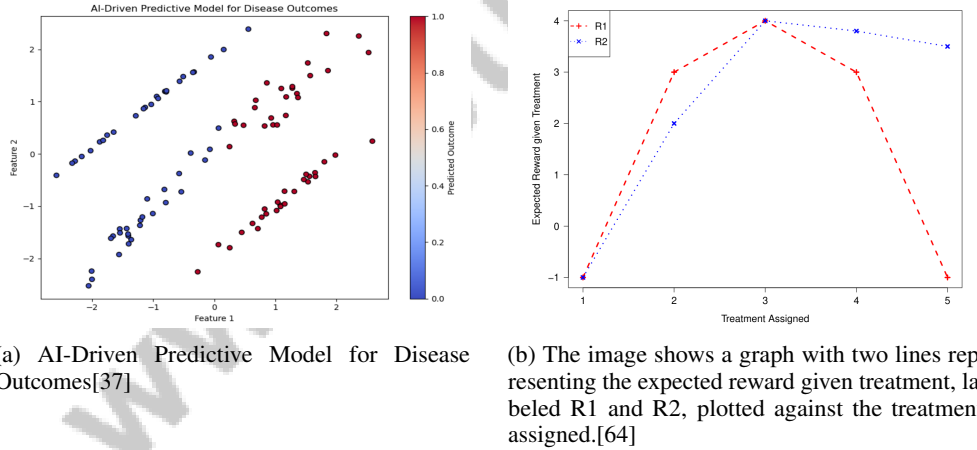 AI-Driven Predictive Model for Disease Outcomes
2
1
0
−1
−2
Feature 2
−2
−1
0
1
2
Feature 1
1.0
0.8
0.6
0.4
0.2
0.0
Predicted Outcome
R1
R2
4
3
2
1
0
−1
Expected Reward given Treatment
1
2
3
4
5
Treatment Assigned
a) AI-Driven Predictive Model for Disease
Outcomes[37]
(b) The image shows a graph with two lines rep
resenting the expected reward given treatment, la
beled R1 and R2, plotted against the treatmen
assigned.[64]